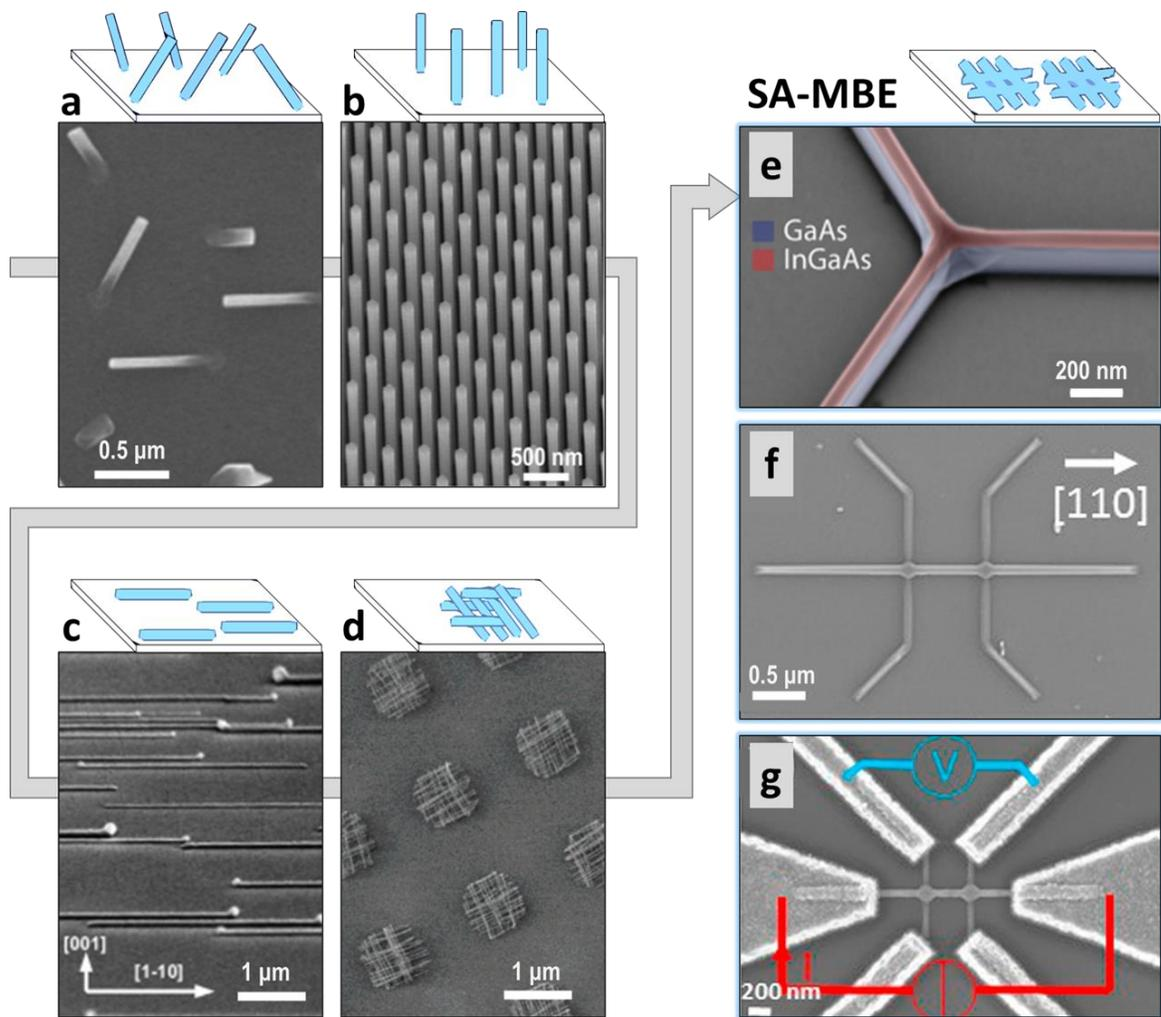 a
b
SA-MBE
0.5 µm
500 nm
e
GaAs
InGaAs
200 nm
f
[110]
0.5 µm
c
d
[001]
[1-10]
1 µm
1 µm
g
V
i
200 nm